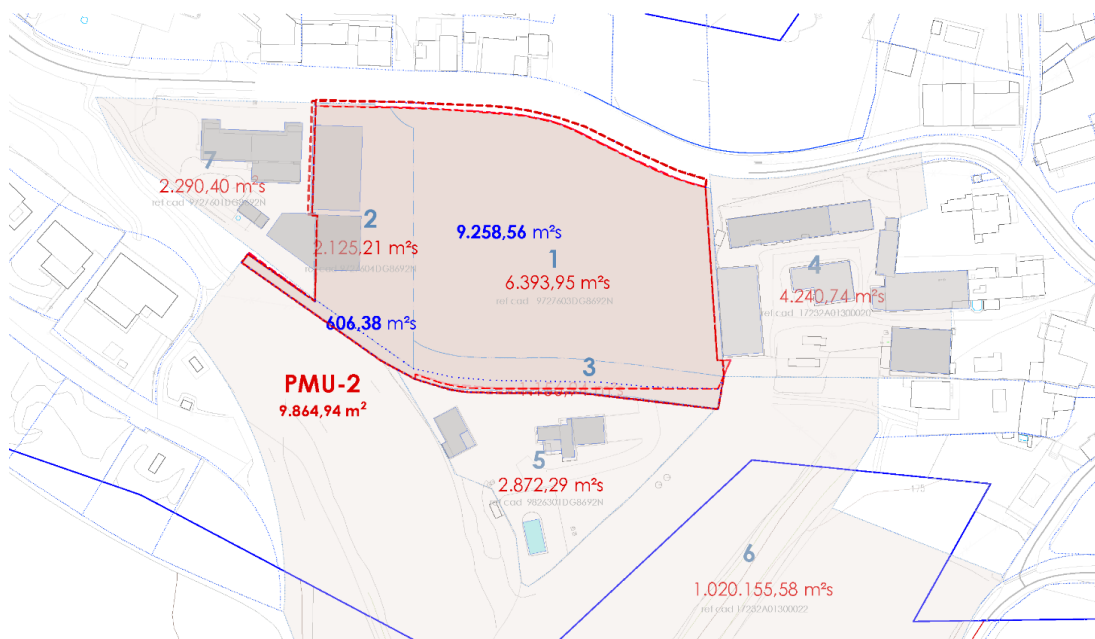 7
2.290,40 m²s
ref cad 9727601DG8692N
2
2.125,21 m²s
9.258,56 m²s
1
6.393,95 m²s
ref cad 9727603DG8692N
4
4.240,74 m²s
ref cad 17232A01300020
606,38 m²s
3
PMU-2
9.864,94 m²
5
2.872,29 m²s
ref cad 9826301DG8692N
6
1.020.155,58 m²s
ref cad 17232A01300022